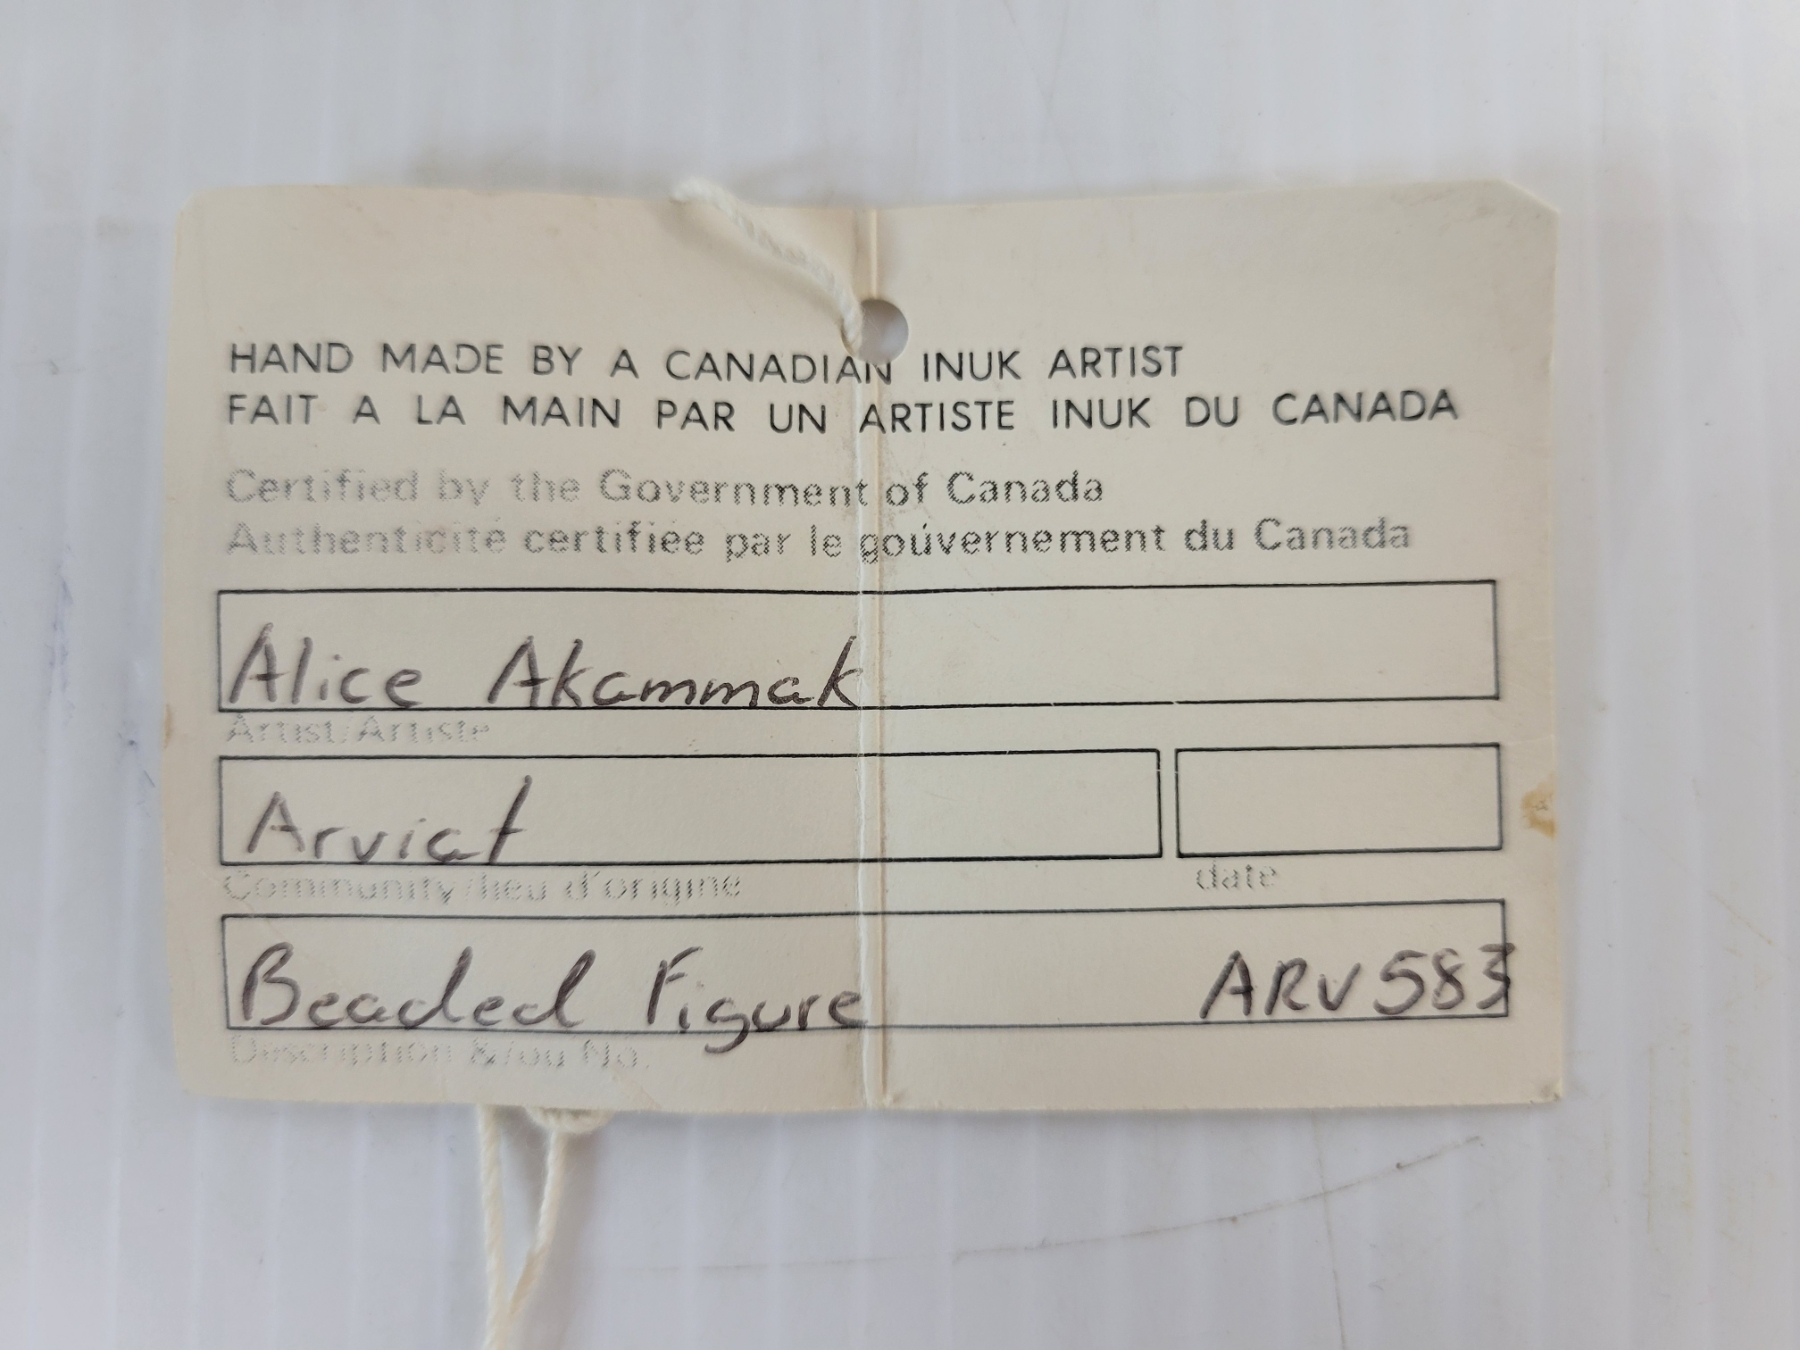 HAND MADE BY A CANADIAN INUK ARTIST
FAIT A LA MAIN PAR UN ARTISTE INUK DU CANADA
Certified by the Government of Canada
Authenticité certifiée par le gouvernement du Canada
Alice Akammak
Artist/Artiste
Arviat
Community/lieu d'origine
date
Beaded Figure ARV583
Description &/ou No.